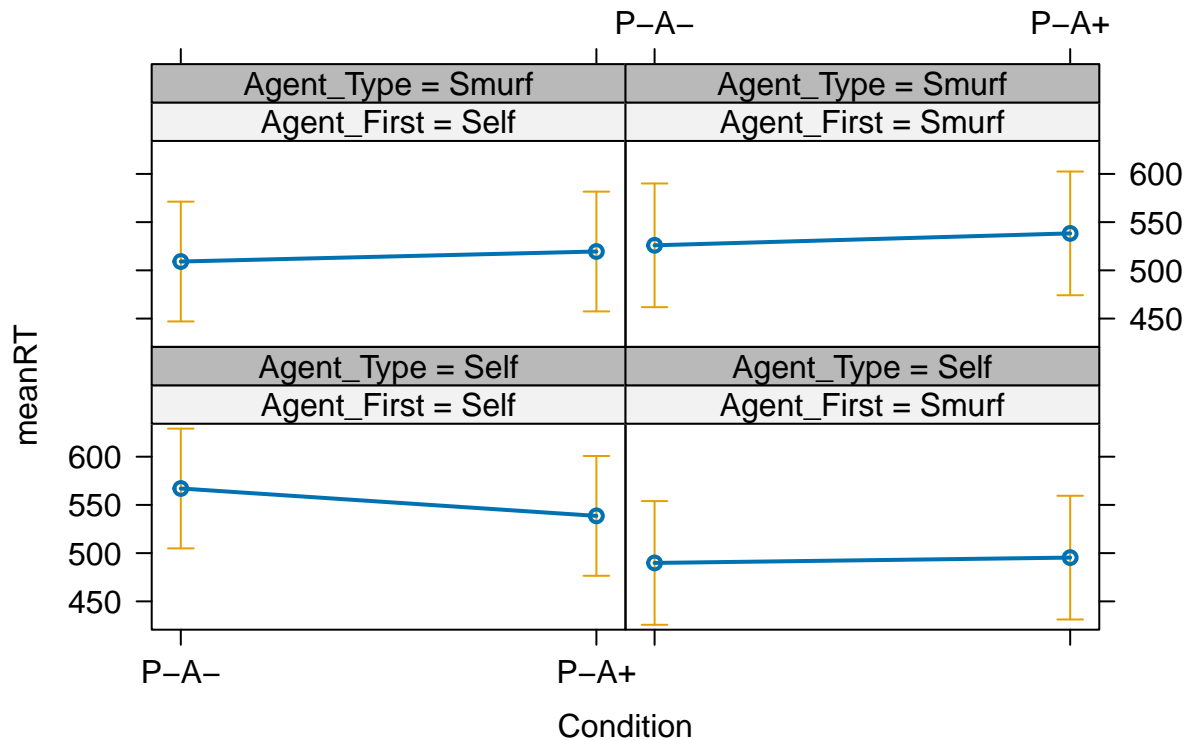 P−A− P−A+
Agent_Type = Smurf Agent_Type = Smurf
Agent_First = Self Agent_First = Smurf
600
550
500
450
Agent_Type = Self Agent_Type = Self
Agent_First = Self Agent_First = Smurf
meanRT
600
550
500
450
P−A− P−A+
Condition